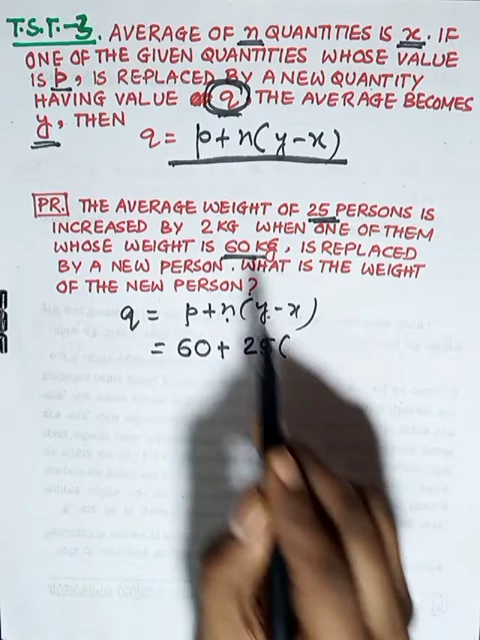 T.S.T.-3. AVERAGE OF n QUANTITIES IS x. IF
ONE OF THE GIVEN QUANTITIES WHOSE VALUE
IS p, IS REPLACED BY A NEW QUANTITY
HAVING VALUE q THE AVERAGE BECOMES
y, THEN
q = p+n(y-x)
PR. THE AVERAGE WEIGHT OF 25 PERSONS IS
INCREASED BY 2 KG WHEN ONE OF THEM
WHOSE WEIGHT IS 60 KG, IS REPLACED
BY A NEW PERSON. WHAT IS THE WEIGHT
OF THE NEW PERSON?
q = p+n(y-x)
= 60+ 25(